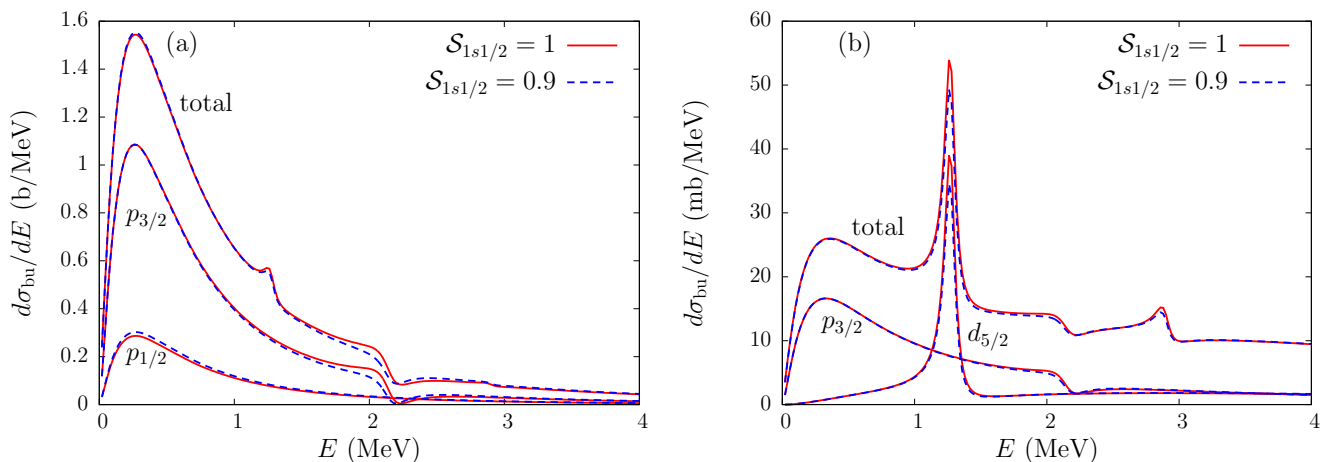 (a)
𝒮1s1/2 = 1
𝒮1s1/2 = 0.9
total
p3/2
p1/2
dσbu/dE (b/MeV)
1.6
1.4
1.2
1
0.8
0.6
0.4
0.2
0
0 1 2 3 4
E (MeV)
(b)
𝒮1s1/2 = 1
𝒮1s1/2 = 0.9
total
p3/2
d5/2
dσbu/dE (mb/MeV)
60
50
40
30
20
10
0
0 1 2 3 4
E (MeV)